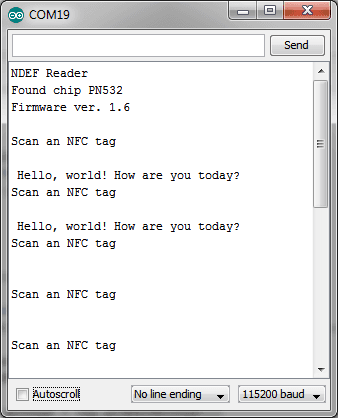 COM19
Send
NDEF Reader
Found chip PN532
Firmware ver. 1.6
Scan an NFC tag
Hello, world! How are you today?
Scan an NFC tag
Hello, world! How are you today?
Scan an NFC tag
Scan an NFC tag
Scan an NFC tag
Autoscroll
No line ending
115200 baud